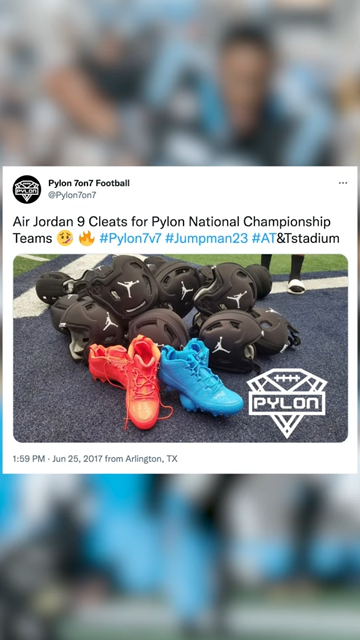 Pylon 7on7 Football
@Pylon7on7
Air Jordan 9 Cleats for Pylon National Championship
Teams 🤒 🔥 #Pylon7v7 #Jumpman23 #AT&Tstadium
PYLON
1:59 PM · Jun 25, 2017 from Arlington, TX